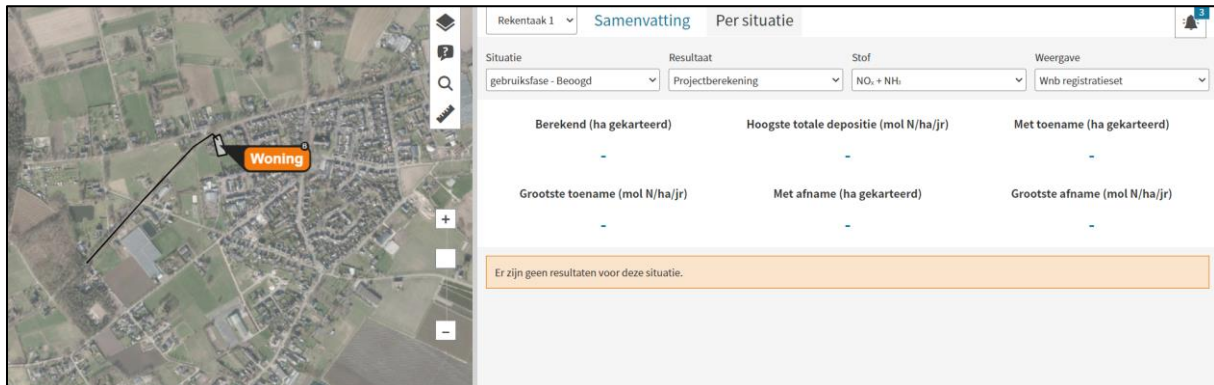 Rekentaak 1 Samenvatting Per situatie 3
Situatie Resultaat Stof Weergave
gebruiksfase - Beoogd Projectberekening NOₓ + NH₃ Wnb registratieset
Berekend (ha gekarteerd) Hoogste totale depositie (mol N/ha/jr) Met toename (ha gekarteerd)
- - -
Grootste toename (mol N/ha/jr) Met afname (ha gekarteerd) Grootste afname (mol N/ha/jr)
- - -
Er zijn geen resultaten voor deze situatie.
?
B
Woning
+
-